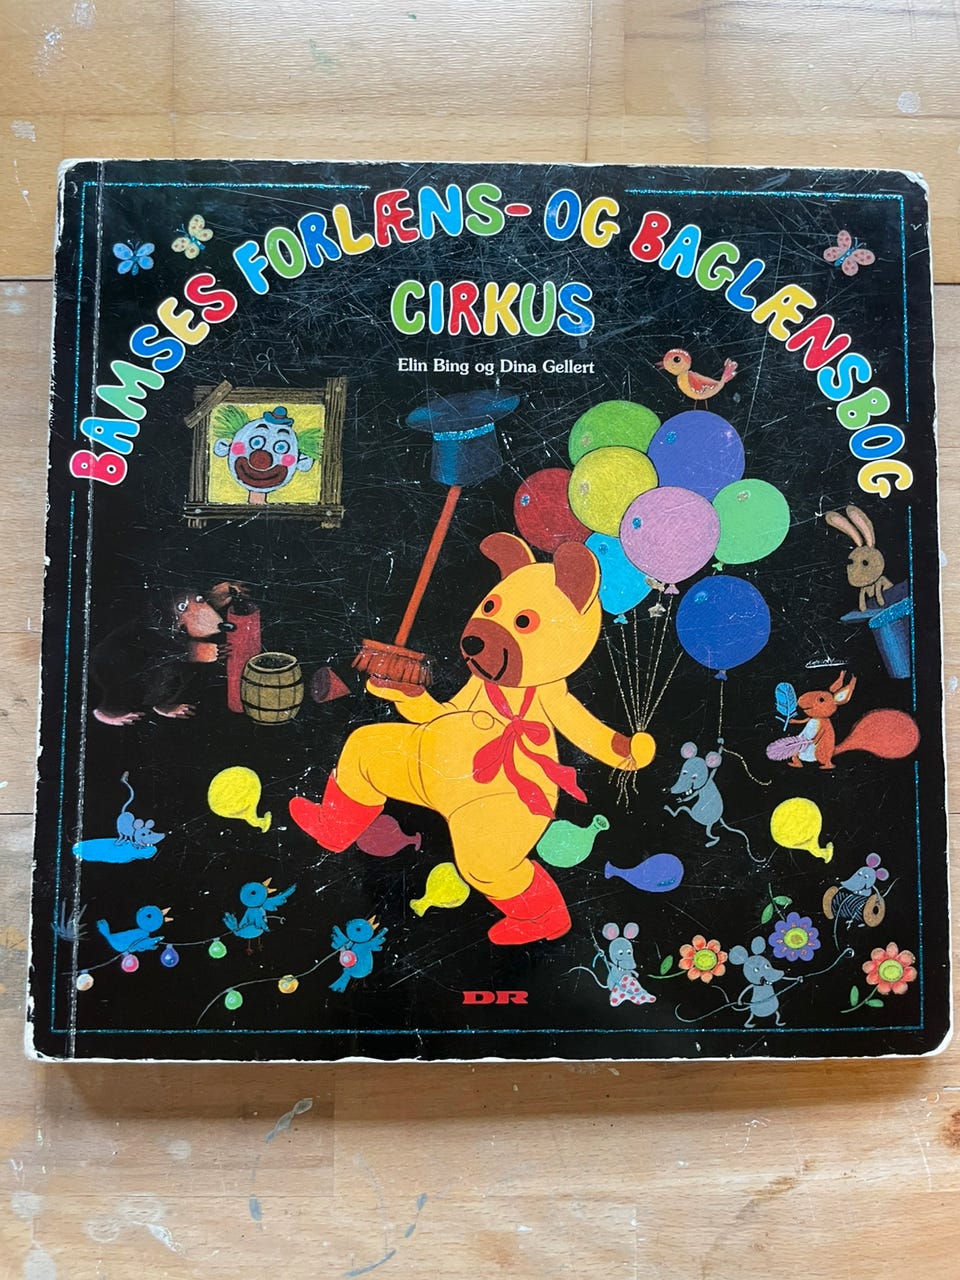 BAMSES FORLÆNS- OG BAGLÆNSBOG
CIRKUS
Elin Bing og Dina Gellert
DR